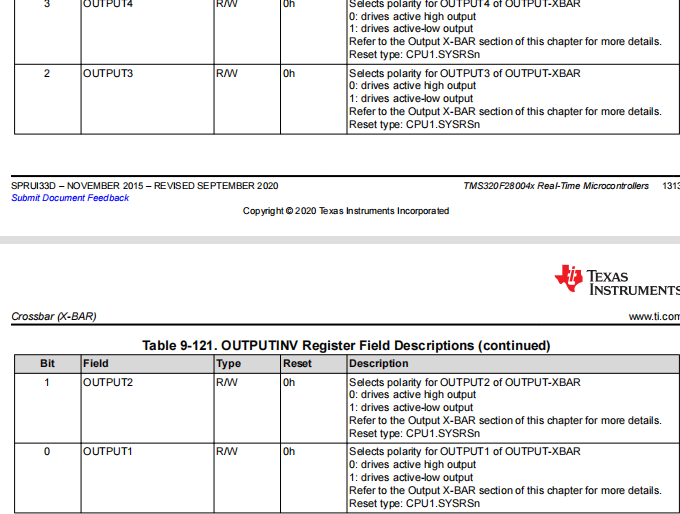 3 OUTPUT4 R/W 0h Selects polarity for OUTPUT4 of OUTPUT-XBAR
0: drives active high output
1: drives active-low output
Refer to the Output X-BAR section of this chapter for more details.
Reset type: CPU1.SYSRSn
2 OUTPUT3 R/W 0h Selects polarity for OUTPUT3 of OUTPUT-XBAR
0: drives active high output
1: drives active-low output
Refer to the Output X-BAR section of this chapter for more details.
Reset type: CPU1.SYSRSn
SPRUI33D – NOVEMBER 2015 – REVISED SEPTEMBER 2020 TMS320F28004x Real-Time Microcontrollers 1313
Submit Document Feedback
Copyright © 2020 Texas Instruments Incorporated
TEXAS
INSTRUMENTS
Crossbar (X-BAR) www.ti.com
Table 9-121. OUTPUTINV Register Field Descriptions (continued)
Bit Field Type Reset Description
1 OUTPUT2 R/W 0h Selects polarity for OUTPUT2 of OUTPUT-XBAR
0: drives active high output
1: drives active-low output
Refer to the Output X-BAR section of this chapter for more details.
Reset type: CPU1.SYSRSn
0 OUTPUT1 R/W 0h Selects polarity for OUTPUT1 of OUTPUT-XBAR
0: drives active high output
1: drives active-low output
Refer to the Output X-BAR section of this chapter for more details.
Reset type: CPU1.SYSRSn